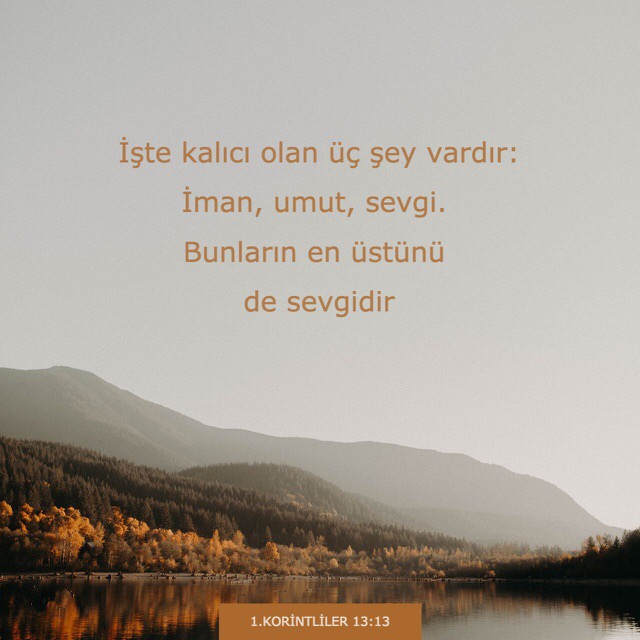 İşte kalıcı olan üç şey vardır:
İman, umut, sevgi.
Bunların en üstünü
de sevgidir
1.KORİNTLİLER 13:13